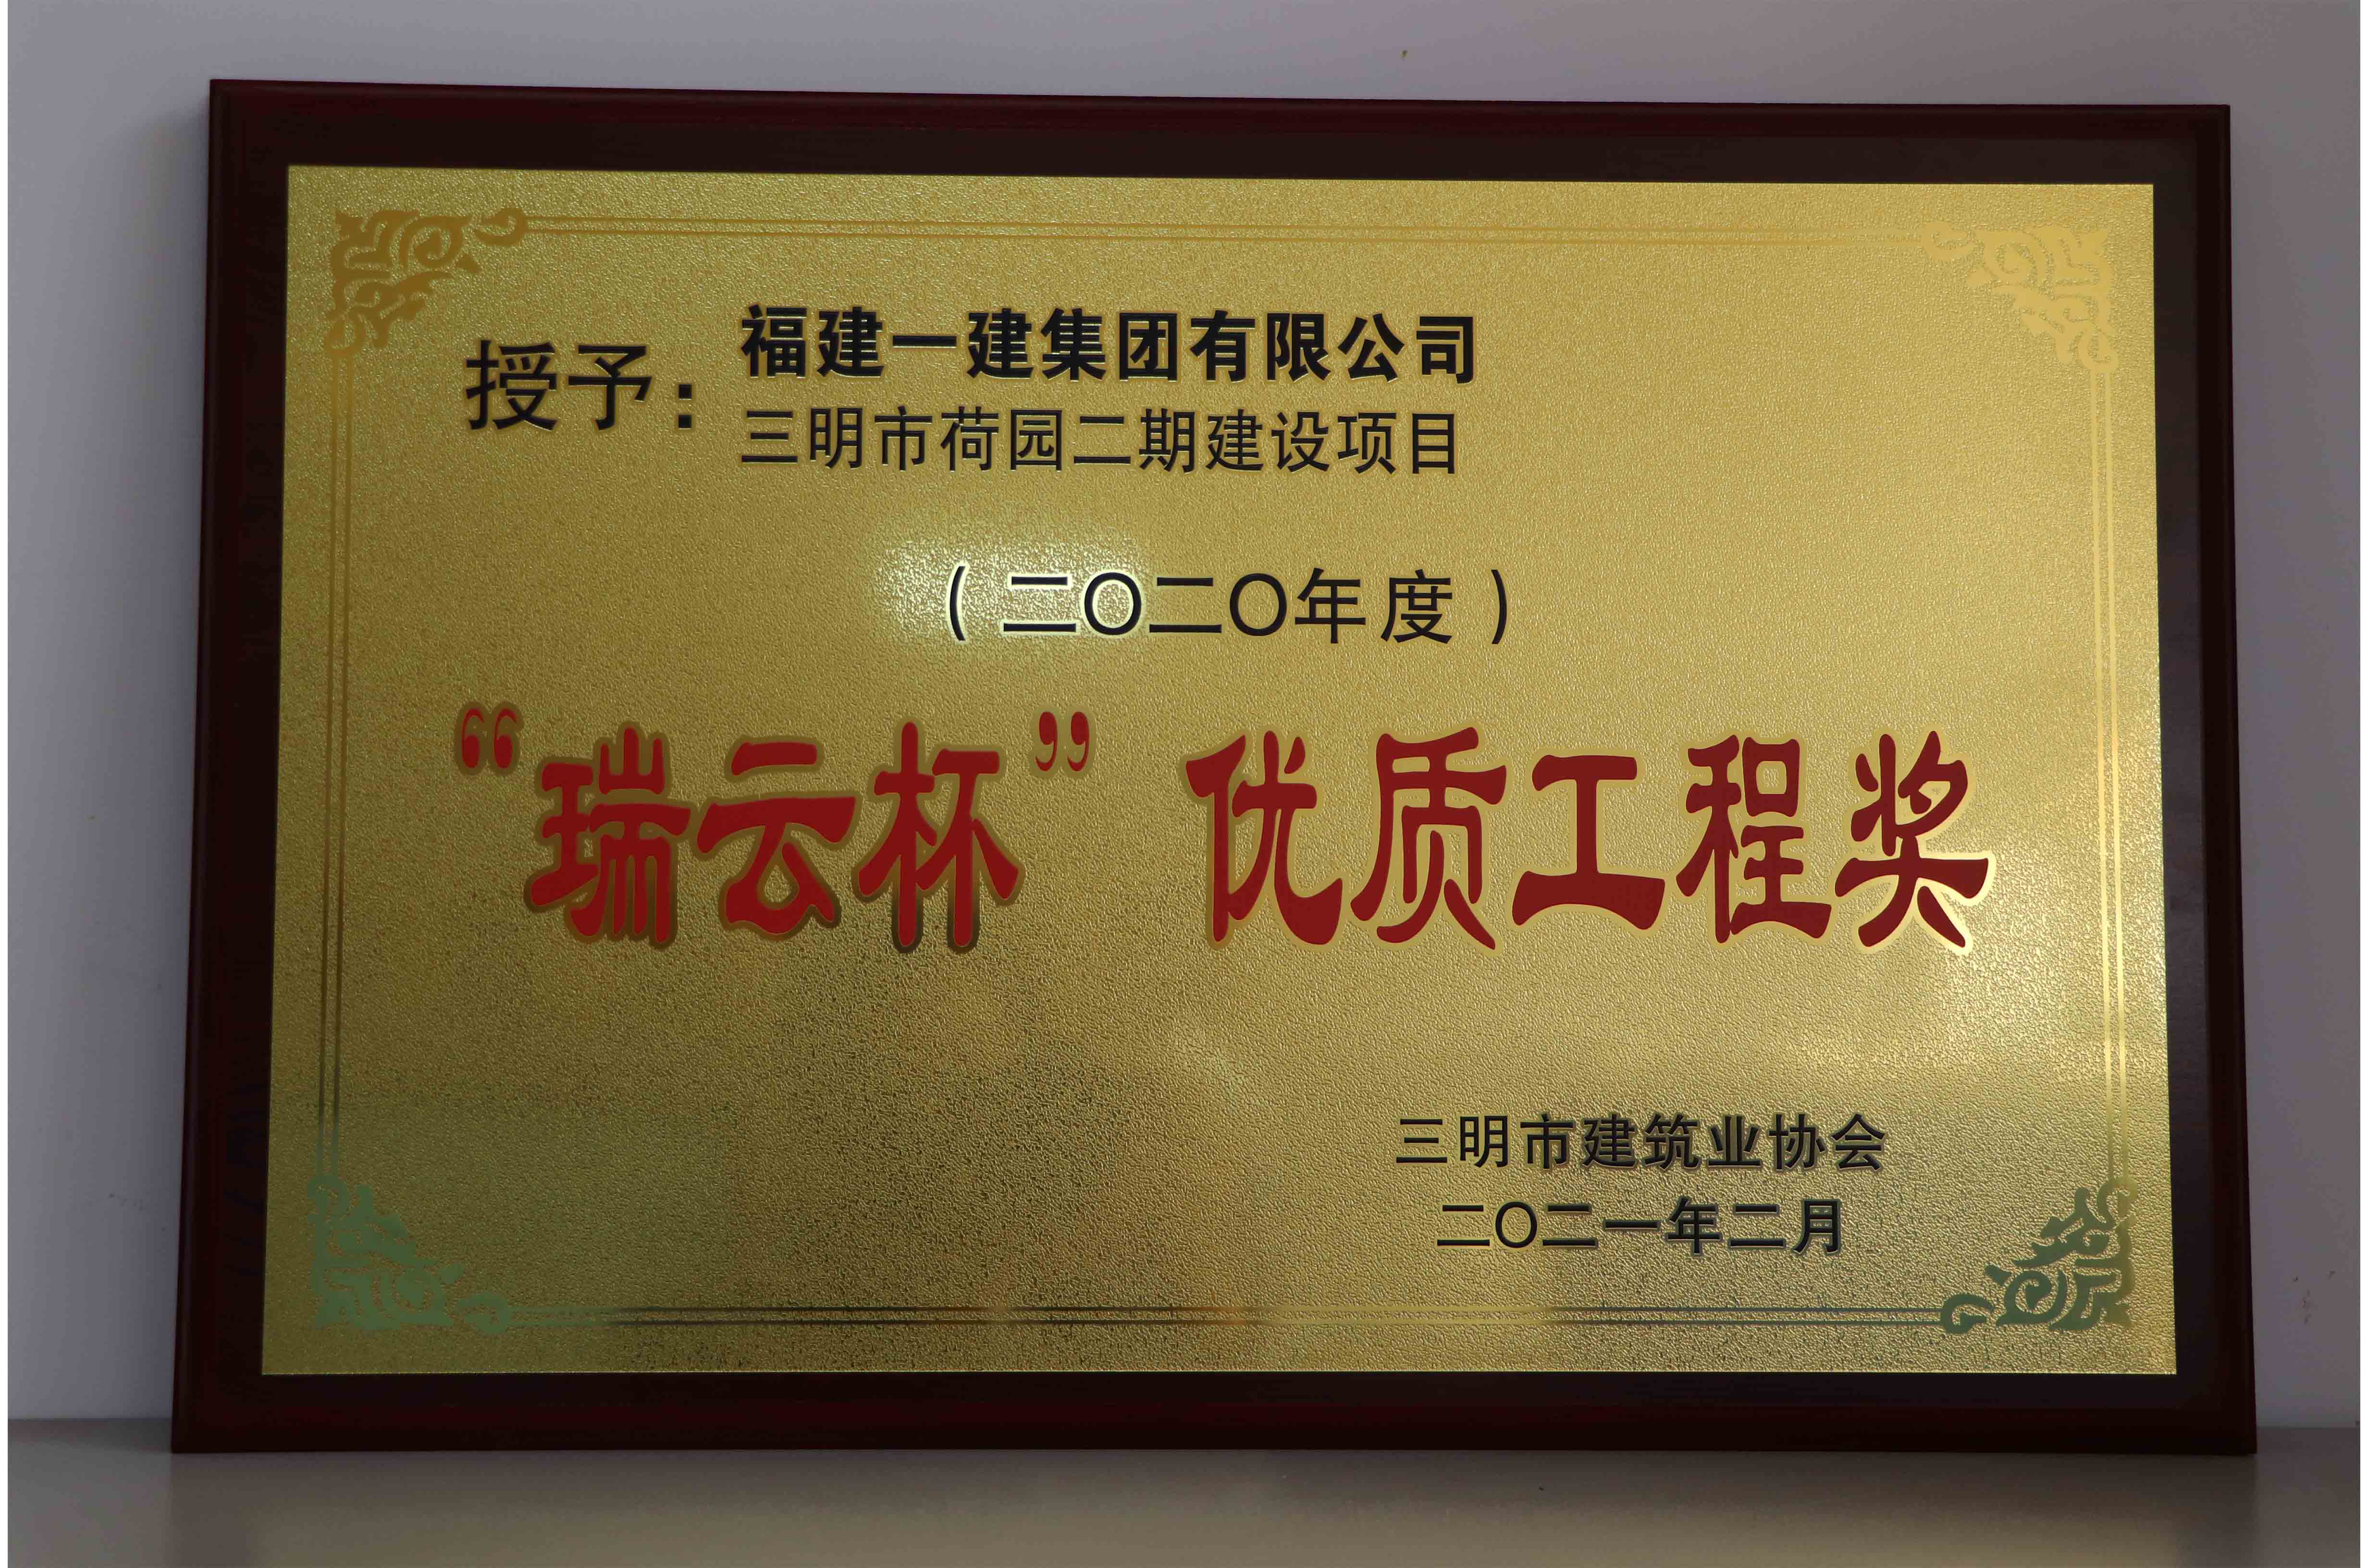 授予：
福建一建集团有限公司
三明市荷园二期建设项目
（二〇二〇年度）
“瑞云杯” 优质工程奖
三明市建筑业协会
二〇二一年二月